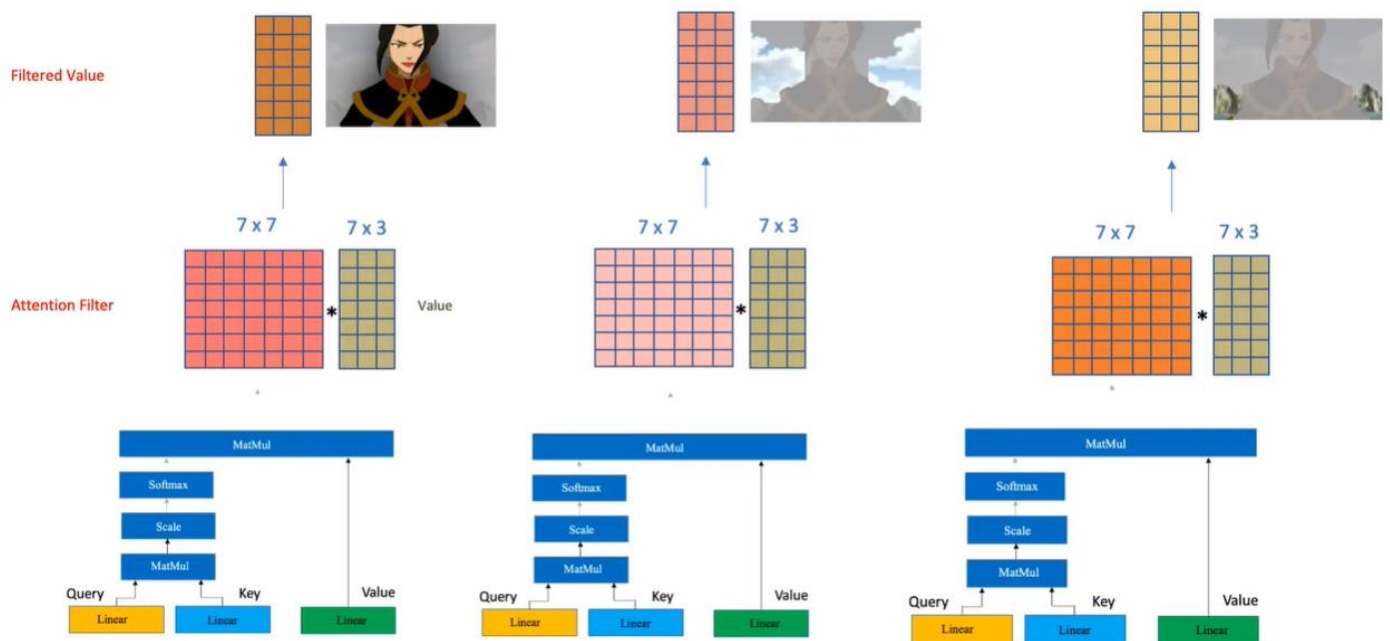 Filtered Value
7 x 7
7 x 3
7 x 7
7 x 3
7 x 7
7 x 3
Attention Filter
*
Value
*
*
MatMul
MatMul
MatMul
Softmax
Softmax
Softmax
Scale
Scale
Scale
MatMul
MatMul
MatMul
Query
Key
Value
Query
Key
Value
Query
Key
Value
Linear
Linear
Linear
Linear
Linear
Linear
Linear
Linear
Linear